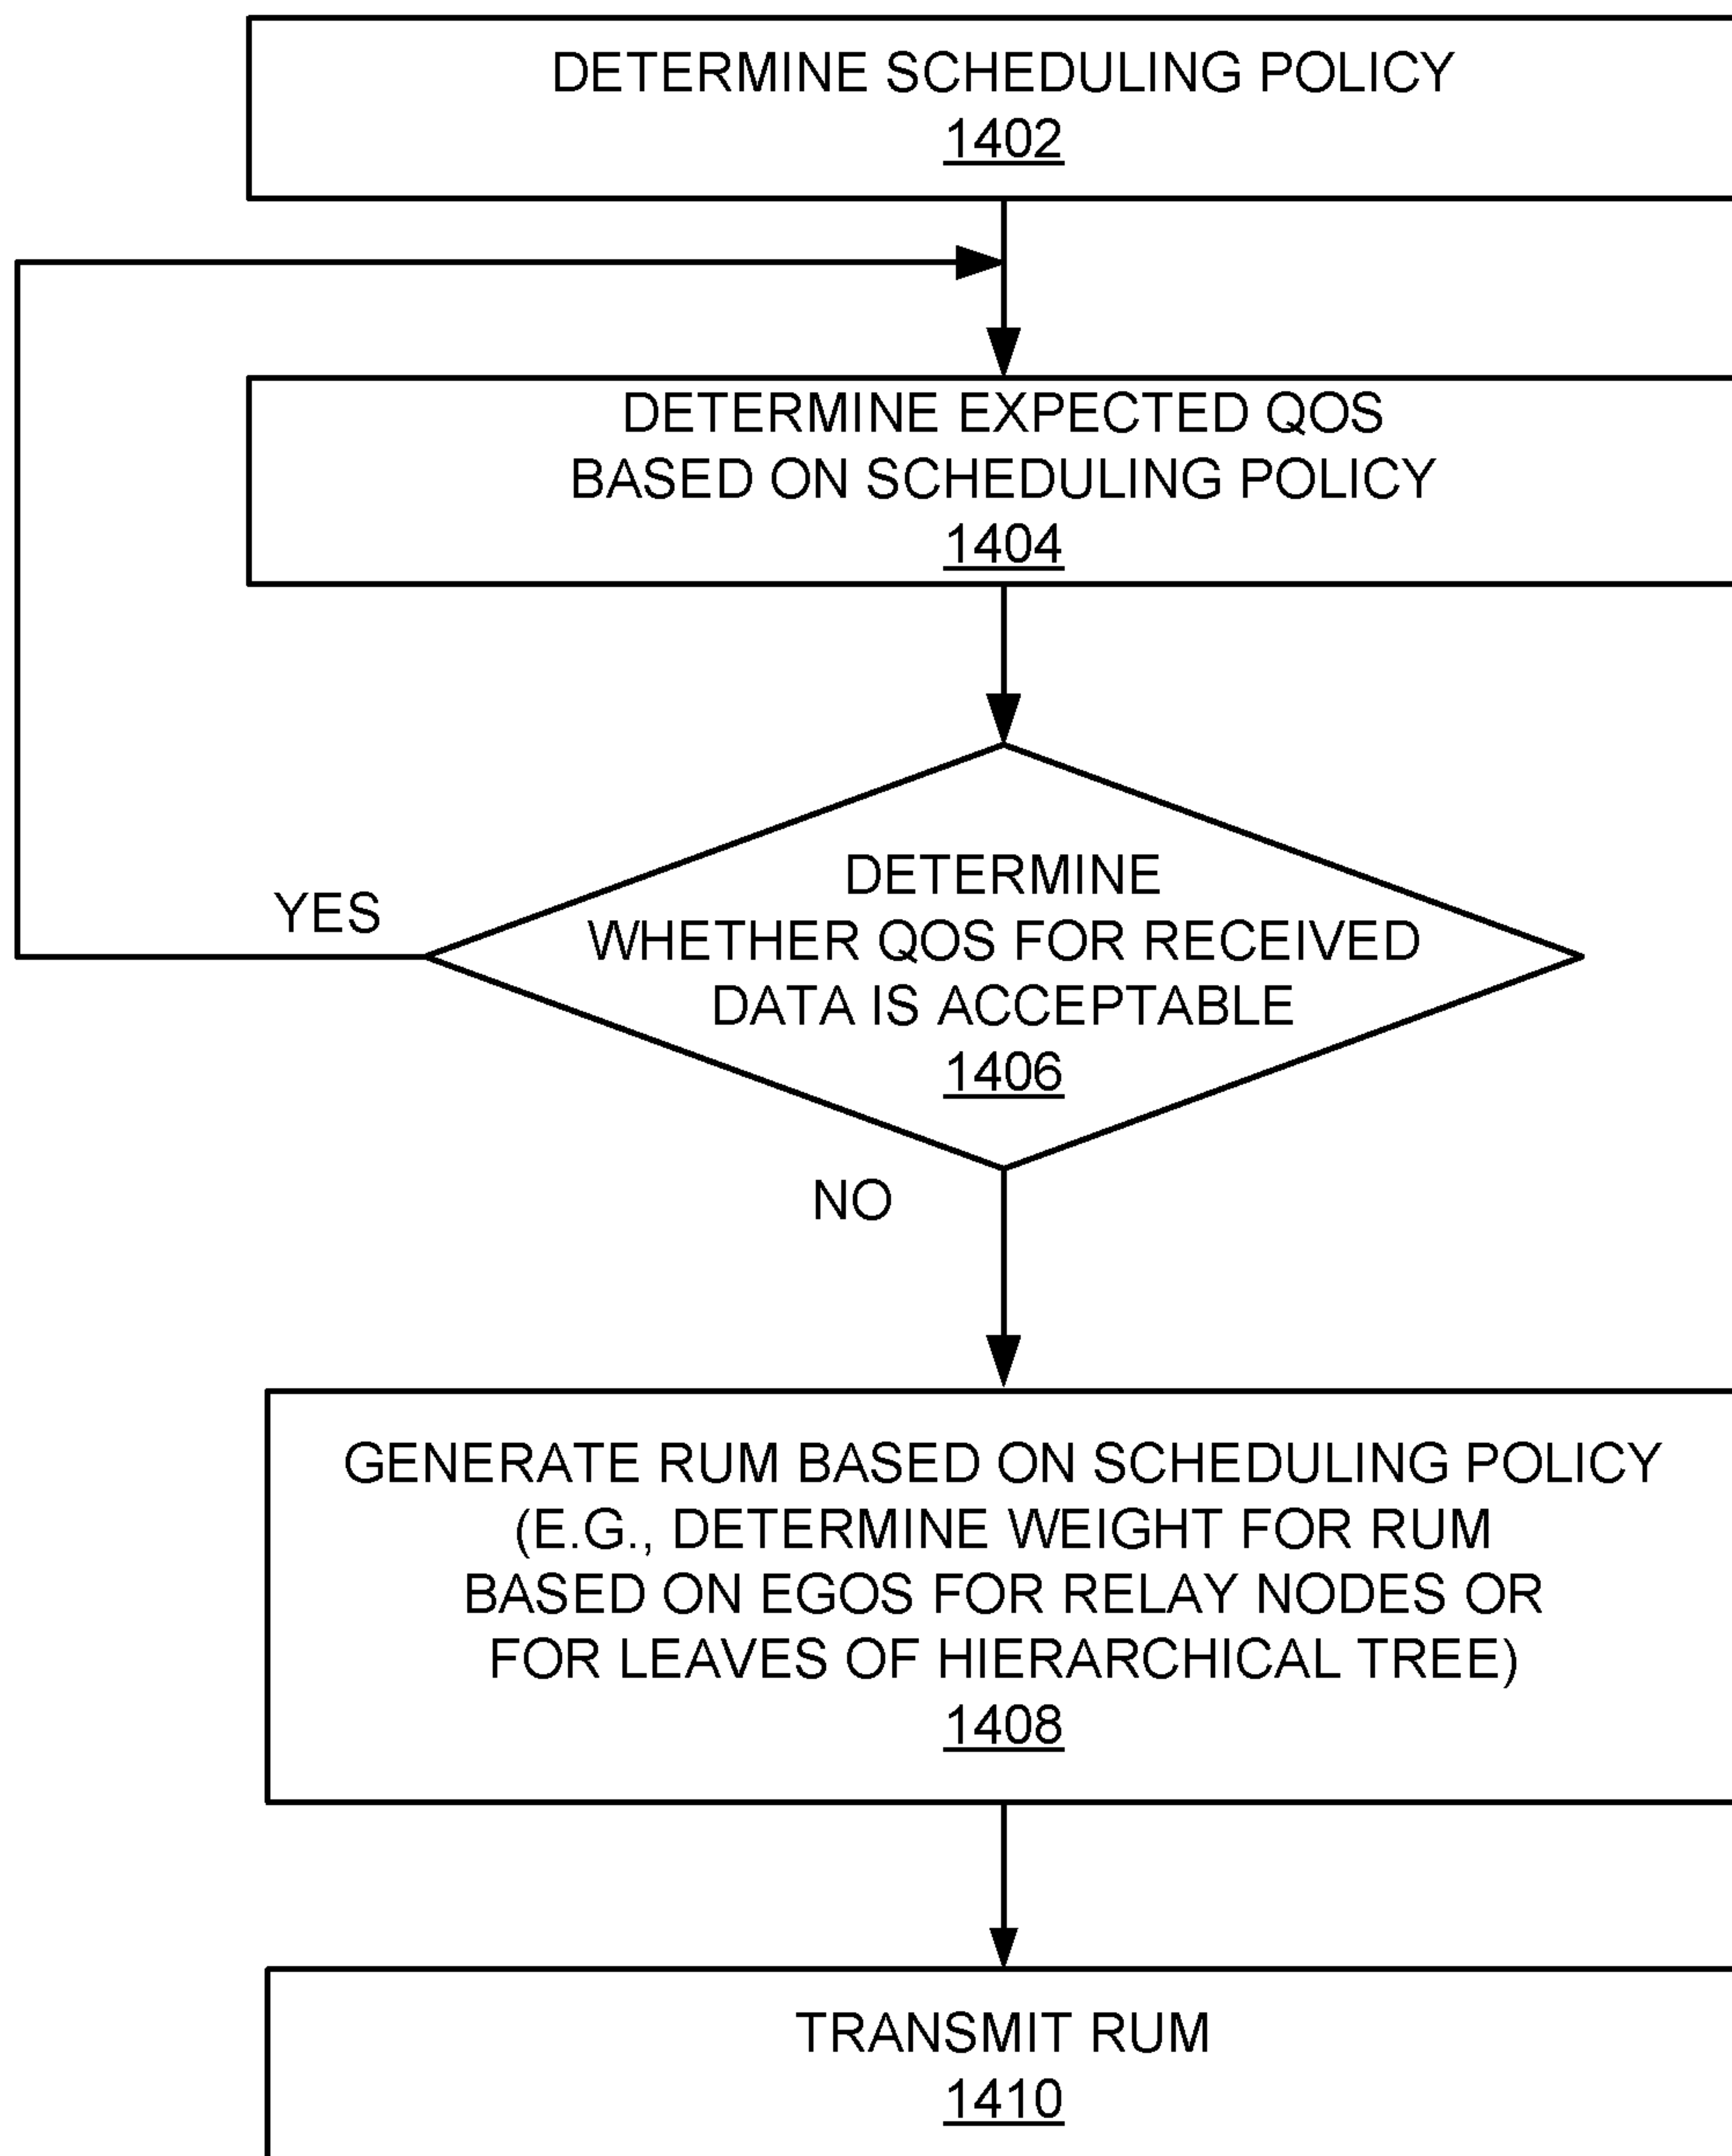 DETERMINE SCHEDULING POLICY
1402
DETERMINE EXPECTED QOS
BASED ON SCHEDULING POLICY
1404
DETERMINE
WHETHER QOS FOR RECEIVED
DATA IS ACCEPTABLE
1406
YES
NO
GENERATE RUM BASED ON SCHEDULING POLICY
(E.G., DETERMINE WEIGHT FOR RUM
BASED ON EGOS FOR RELAY NODES OR
FOR LEAVES OF HIERARCHICAL TREE)
1408
TRANSMIT RUM
1410